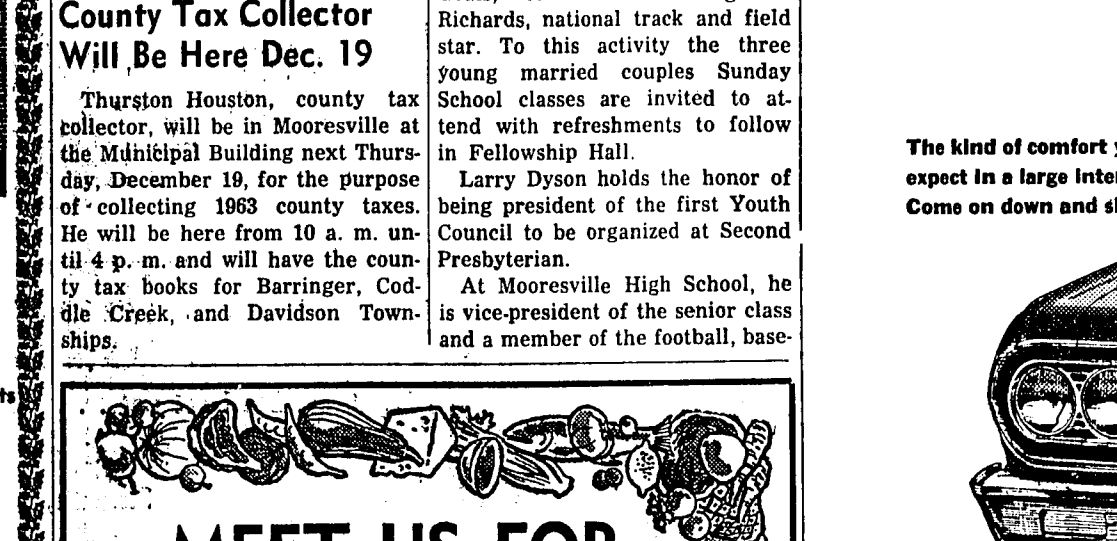 County Tax Collector
Will Be Here Dec. 19
Thurston Houston, county tax
collector, will be in Mooresville at
the Municipal Building next Thurs-
day, December 19, for the purpose
of collecting 1963 county taxes.
He will be here from 10 a. m. un-
til 4 p. m. and will have the coun-
ty tax books for Barringer, Cod-
dle Creek, and Davidson Town-
ships.
Richards, national track and field
star. To this activity the three
young married couples Sunday
School classes are invited to at-
tend with refreshments to follow
in Fellowship Hall.
Larry Dyson holds the honor of
being president of the first Youth
Council to be organized at Second
Presbyterian.
At Mooresville High School, he
is vice-president of the senior class
and a member of the football, base-
MEET US FOR
The kind of comfort
expect in a large
Come on down and
ts